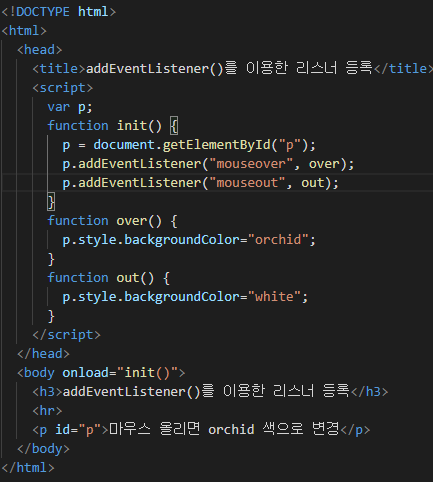 <!DOCTYPE html>
<html>
<head>
<title>addEventListener()를 이용한 리스너 등록</title>
<script>
var p;
function init() {
p = document.getElementById("p");
p.addEventListener("mouseover", over);
p.addEventListener("mouseout", out);
}
function over() {
p.style.backgroundColor="orchid";
}
function out() {
p.style.backgroundColor="white";
}
</script>
</head>
<body onload="init()">
<h3>addEventListener()를 이용한 리스너 등록</h3>
<hr>
<p id="p">마우스 올리면 orchid 색으로 변경</p>
</body>
</html>